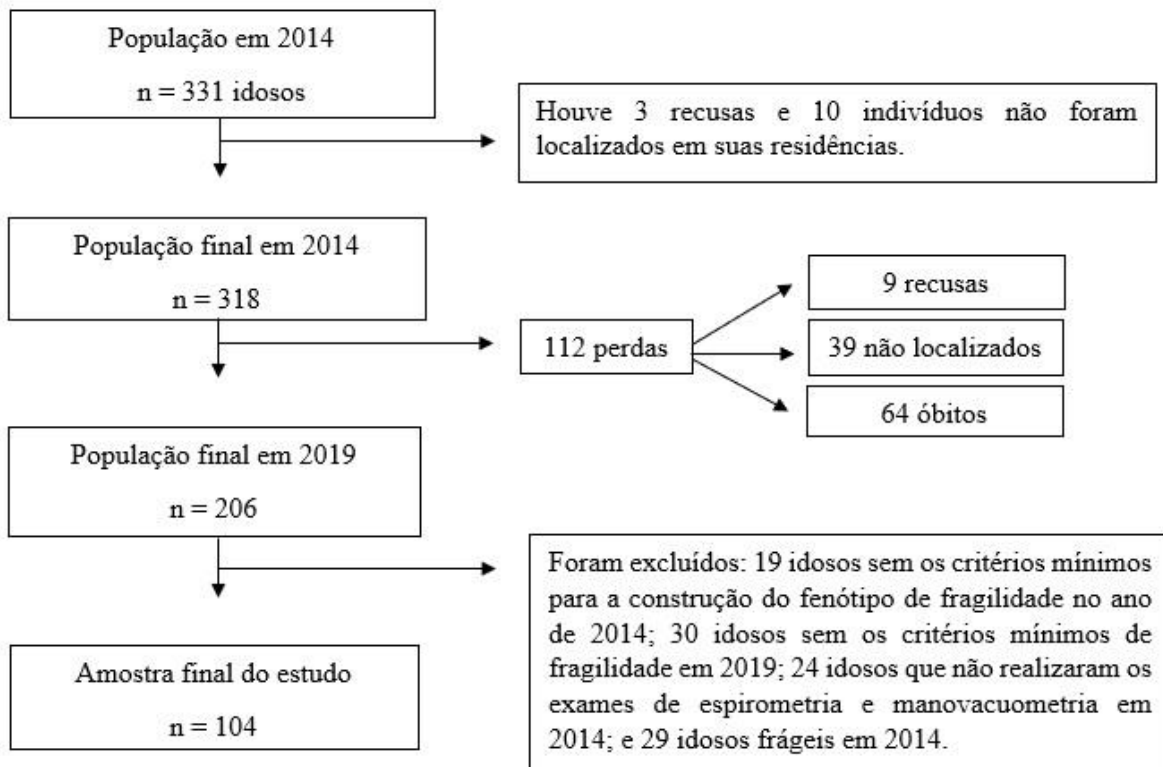 População em 2014
n = 331 idosos
Houve 3 recusas e 10 indivíduos não foram
localizados em suas residências.
População final em 2014
n = 318
112 perdas
9 recusas
39 não localizados
64 óbitos
População final em 2019
n = 206
Foram excluídos: 19 idosos sem os critérios mínimos
para a construção do fenótipo de fragilidade no ano
de 2014; 30 idosos sem os critérios mínimos de
fragilidade em 2019; 24 idosos que não realizaram os
exames de espirometria e manovacuometria em
2014; e 29 idosos frágeis em 2014.
Amostra final do estudo
n = 104